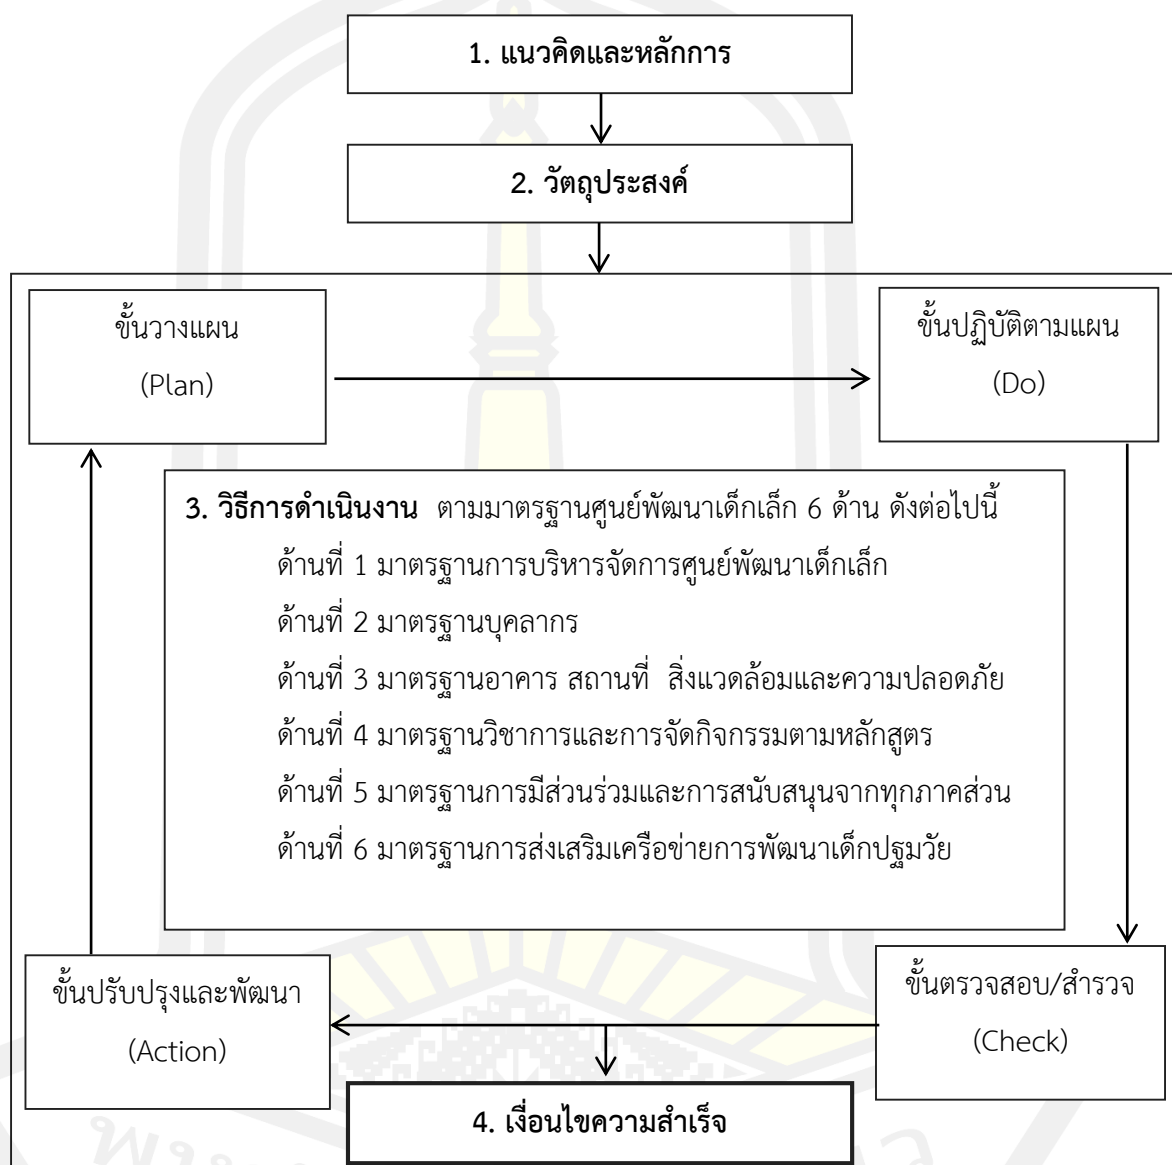 1. แนวคิดและหลักการ
2. วัตถุประสงค์
ขั้นวางแผน
(Plan)
ขั้นปฏิบัติตามแผน
(Do)
3. วิธีการดำเนินงาน ตามมาตรฐานศูนย์พัฒนาเด็กเล็ก 6 ด้าน ดังต่อไปนี้
ด้านที่ 1 มาตรฐานการบริหารจัดการศูนย์พัฒนาเด็กเล็ก
ด้านที่ 2 มาตรฐานบุคลากร
ด้านที่ 3 มาตรฐานอาคาร สถานที่ สิ่งแวดล้อมและความปลอดภัย
ด้านที่ 4 มาตรฐานวิชาการและการจัดกิจกรรมตามหลักสูตร
ด้านที่ 5 มาตรฐานการมีส่วนร่วมและการสนับสนุนจากทุกภาคส่วน
ด้านที่ 6 มาตรฐานการส่งเสริมเครือข่ายการพัฒนาเด็กปฐมวัย
ขั้นปรับปรุงและพัฒนา
(Action)
ขั้นตรวจสอบ/สำรวจ
(Check)
4. เงื่อนไขความสำเร็จ